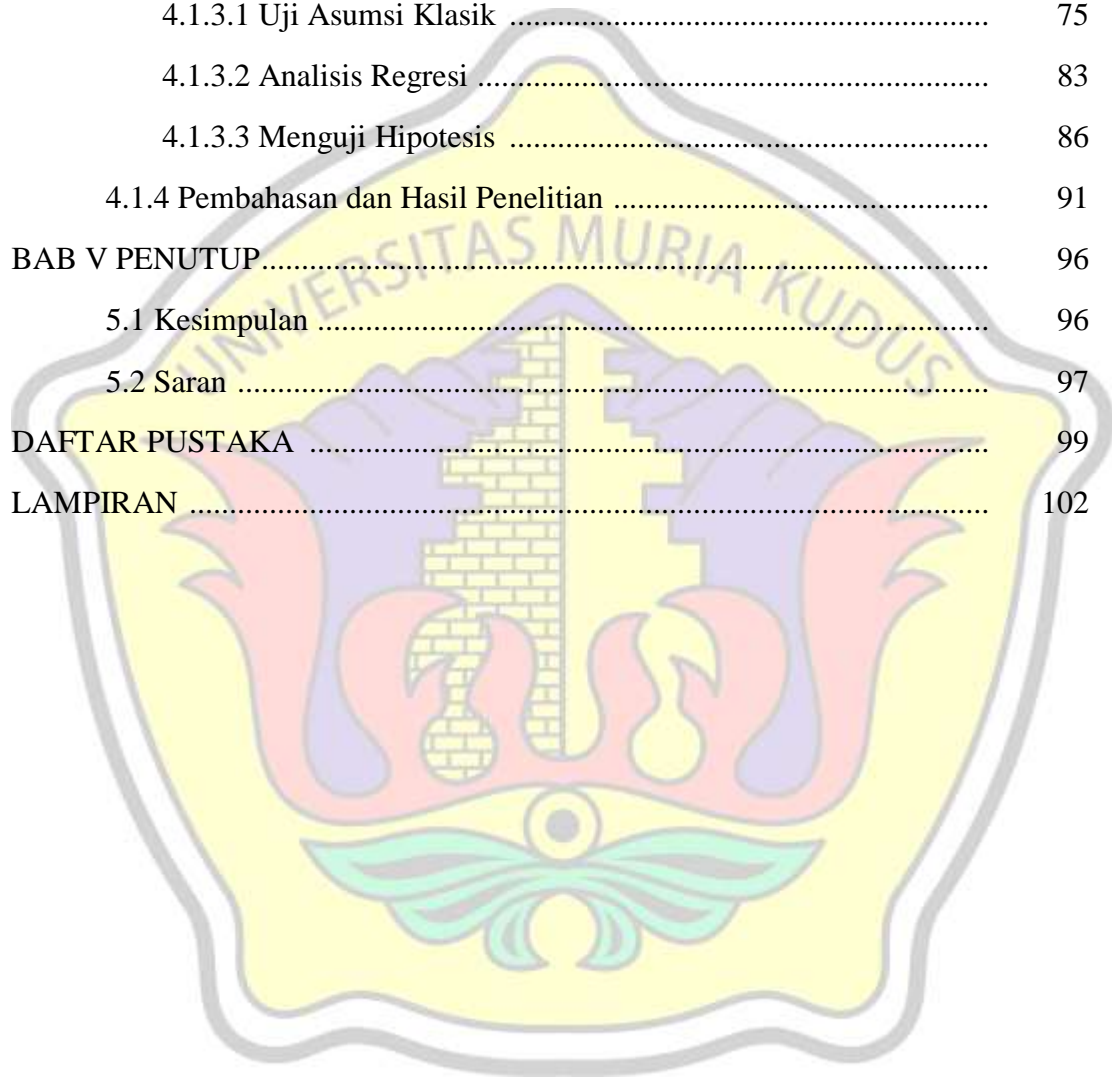 4.1.3.1 Uji Asumsi Klasik ........................................................... 75
4.1.3.2 Analisis Regresi ............................................................... 83
4.1.3.3 Menguji Hipotesis ........................................................... 86
4.1.4 Pembahasan dan Hasil Penelitian ............................................... 91
BAB V PENUTUP........................................................................................... 96
5.1 Kesimpulan .................................................................................... 96
5.2 Saran .............................................................................................. 97
DAFTAR PUSTAKA ..................................................................................... 99
LAMPIRAN .................................................................................................... 102
UNIVERSITAS MURIA KUDUS